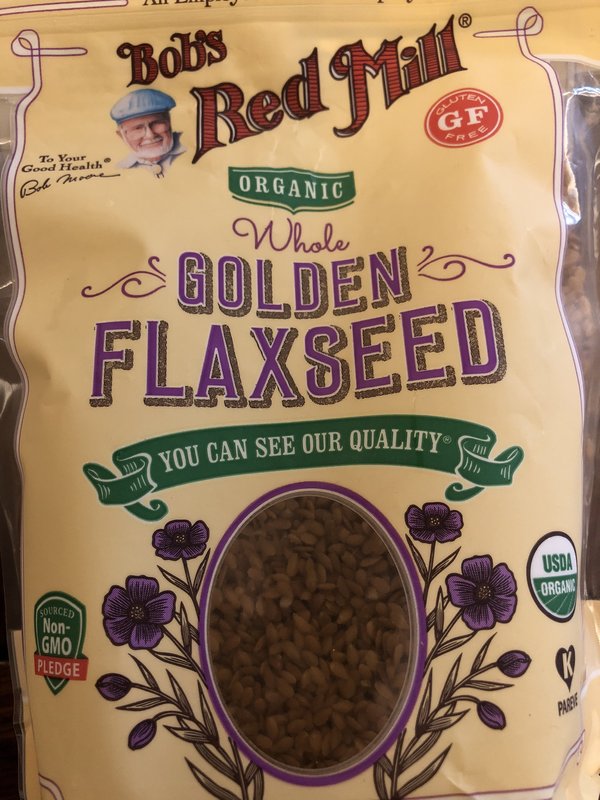 Bob's
Red Mill®
GLUTEN
GF
FREE
To Your
Good Health®
Bob Moore
ORGANIC
Whole
GOLDEN
FLAXSEED
YOU CAN SEE OUR QUALITY®
USDA
ORGANIC
SOURCED
Non-
GMO
PLEDGE
K
PAREVE